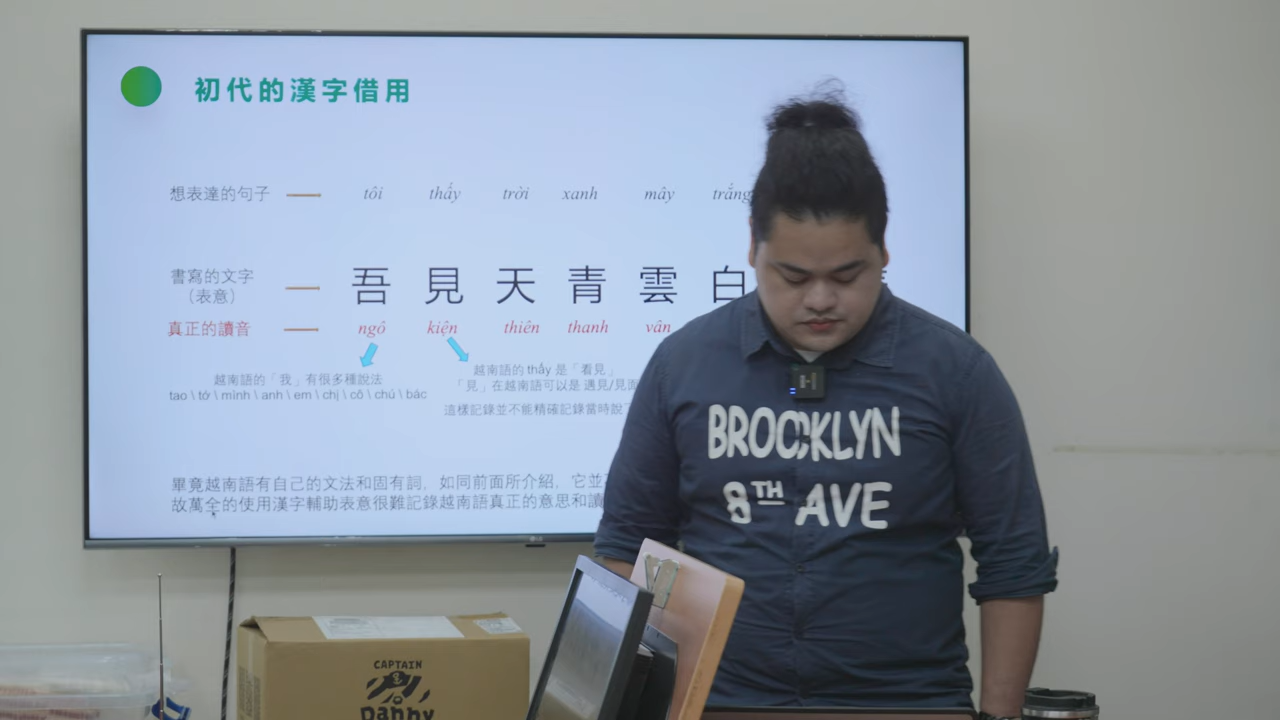 初代的漢字借用
想表達的句子 tôi thấy trời xanh mây trắng
書寫的文字
（表意）
吾 見 天 青 雲 白
真正的讀音 ngô kiện thiên thanh vân
越南語的「我」有很多種說法
tao \ tớ \ mình \ anh \ em \ chị \ cô \ chú \ bác
越南語的 thấy 是「看見」
「見」在越南語可以是 遇見/見面
這樣記錄並不能精確記錄當時說
畢竟越南語有自己的文法和固有詞，如同前面所介紹，它並
故萬全的使用漢字輔助表意很難記錄越南語真正的意思和讀
LG
BROOKLYN
8TH AVE
CAPTAIN
Danny